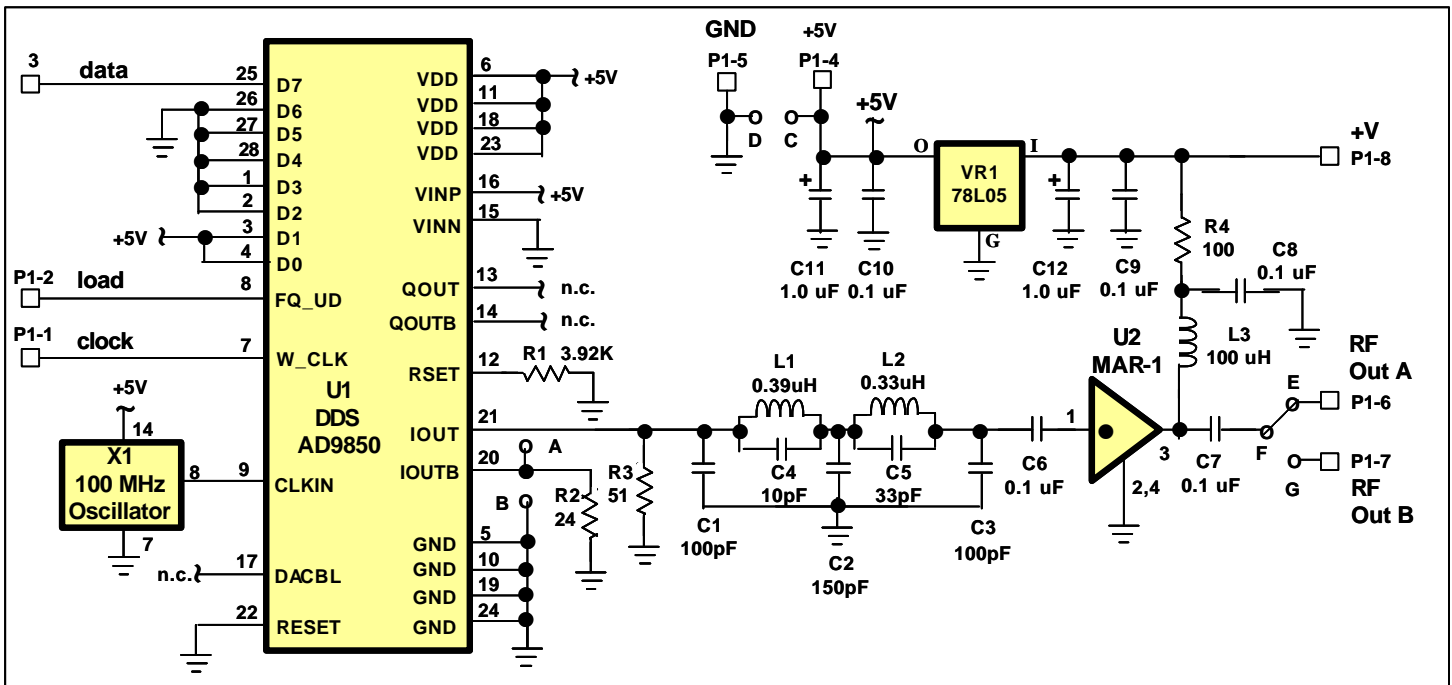 3
data
25
D7
26
D6
27
D5
28
D4
1
D3
2
D2
+5V
3
D1
4
D0
P1-2
load
8
FQ_UD
P1-1
clock
7
W_CLK
+5V
14
X1
100 MHz
Oscillator
8
9
CLKIN
7
n.c.
17
DACBL
22
RESET
U1
DDS
AD9850
VDD
6
+5V
VDD
11
VDD
18
VDD
23
VINP
16
+5V
VINN
15
QOUT
13
n.c.
QOUTB
14
n.c.
RSET
12
R1 3.92K
IOUT
21
IOUTB
20
A
B
R2
24
GND
5
GND
10
GND
19
GND
24
R3
51
C1
100pF
L1
0.39uH
C4
10pF
C2
150pF
L2
0.33uH
C5
33pF
C3
100pF
C6
0.1 uF
1
U2
MAR-1
3
2,4
C7
0.1 uF
GND
P1-5
D
+5V
P1-4
C
+5V
C11
1.0 uF
C10
0.1 uF
O
VR1
78L05
I
G
C12
1.0 uF
C9
0.1 uF
+V
P1-8
R4
100
C8
0.1 uF
L3
100 uH
RF
Out A
E
P1-6
F
G
P1-7
RF
Out B